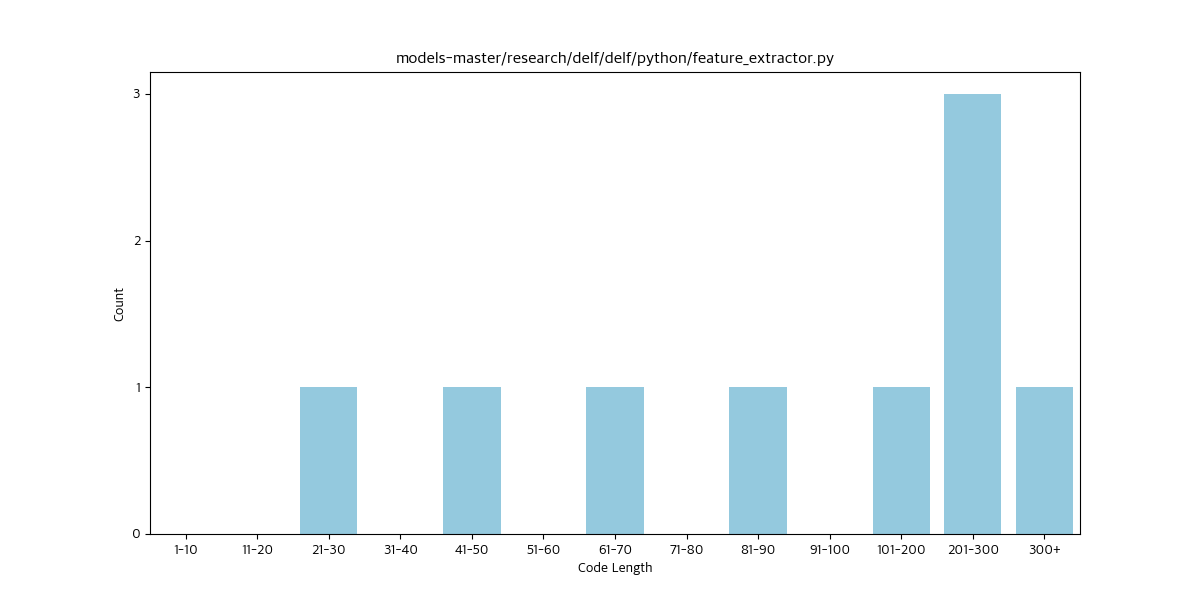 models-master/research/delf/delf/python/feature_extractor.py
3
2
1
0
Count
1-10 11-20 21-30 31-40 41-50 51-60 61-70 71-80 81-90 91-100 101-200 201-300 300+
Code Length